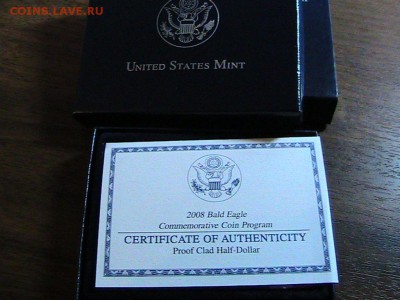 COINS.LAVE.RU
UNITED STATES MINT
2008 Bald Eagle
Commemorative Coin Program
CERTIFICATE OF AUTHENTICITY
Proof Clad Half-Dollar